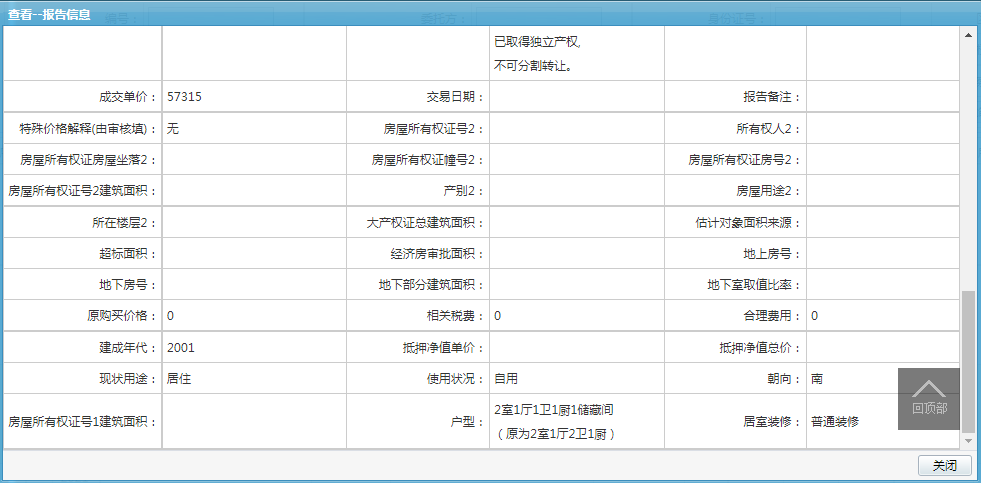 查看--报告信息
编号：
委托方：
身份证号：
已取得独立产权,
不可分割转让。
成交单价： 57315 交易日期： 报告备注：
特殊价格解释(由审核填)： 无 房屋所有权证号2： 所有权人2：
房屋所有权证房屋坐落2： 房屋所有权证幢号2： 房屋所有权证房号2：
房屋所有权证号2建筑面积： 产别2： 房屋用途2：
所在楼层2： 大产权证总建筑面积： 估计对象面积来源：
超标面积： 经济房审批面积： 地上房号：
地下房号： 地下部分建筑面积： 地下室取值比率：
原购买价格： 0 相关税费： 0 合理费用： 0
建成年代： 2001 抵押净值单价： 抵押净值总价：
现状用途： 居住 使用状况： 自用 朝向： 南
房屋所有权证号1建筑面积： 户型： 2室1厅1卫1厨1储藏间
（原为2室1厅2卫1厨） 居室装修： 普通装修
回顶部
关闭